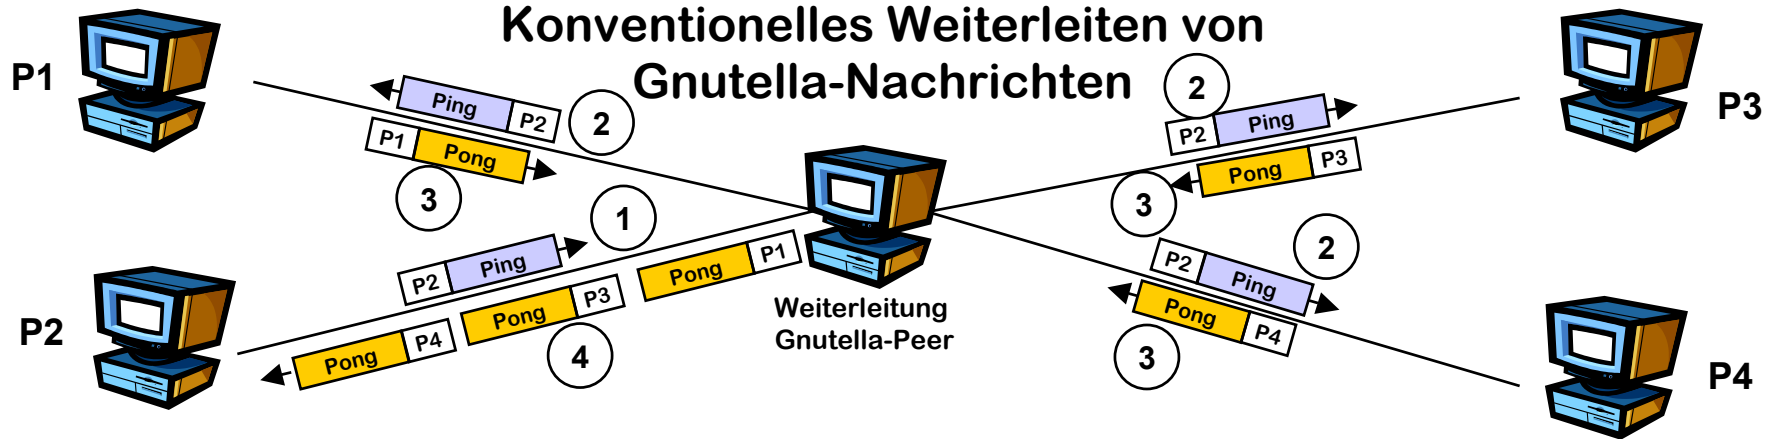 Konventionelles Weiterleiten von
Gnutella-Nachrichten
P1
Ping P2
2
P1 Pong
3
2
P2 Ping
Pong P3
3
P3
1
P2 Ping
Pong P1
Pong P3
Pong P4
4
P2
Weiterleitung
Gnutella-Peer
2
P2 Ping
Pong P4
3
P4